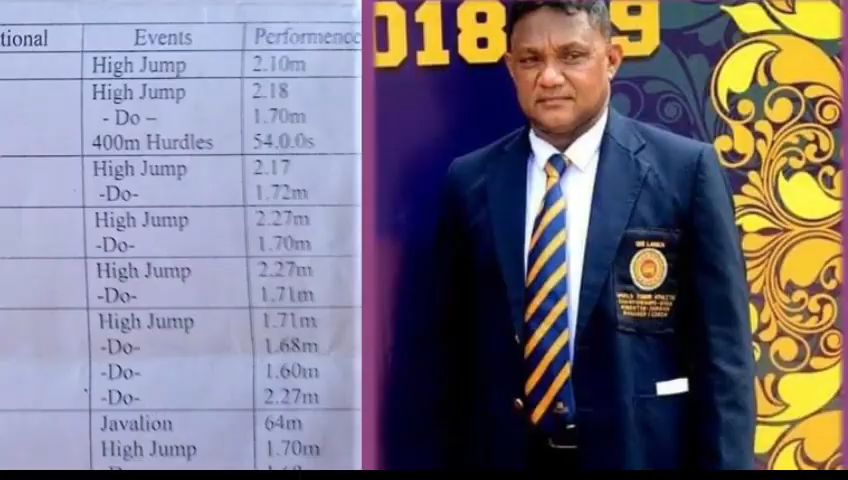 tional Events Performence
High Jump 2.10m
High Jump 2.18
- Do – 1.70m
400m Hurdles 54.0.0s
High Jump 2.17
-Do- 1.72m
High Jump 2.27m
-Do- 1.70m
High Jump 2.27m
-Do- 1.71m
High Jump 1.71m
-Do- 1.68m
-Do- 1.60m
-Do- 2.27m
Javalion 64m
High Jump 1.70m
018 9
SRI LANKA